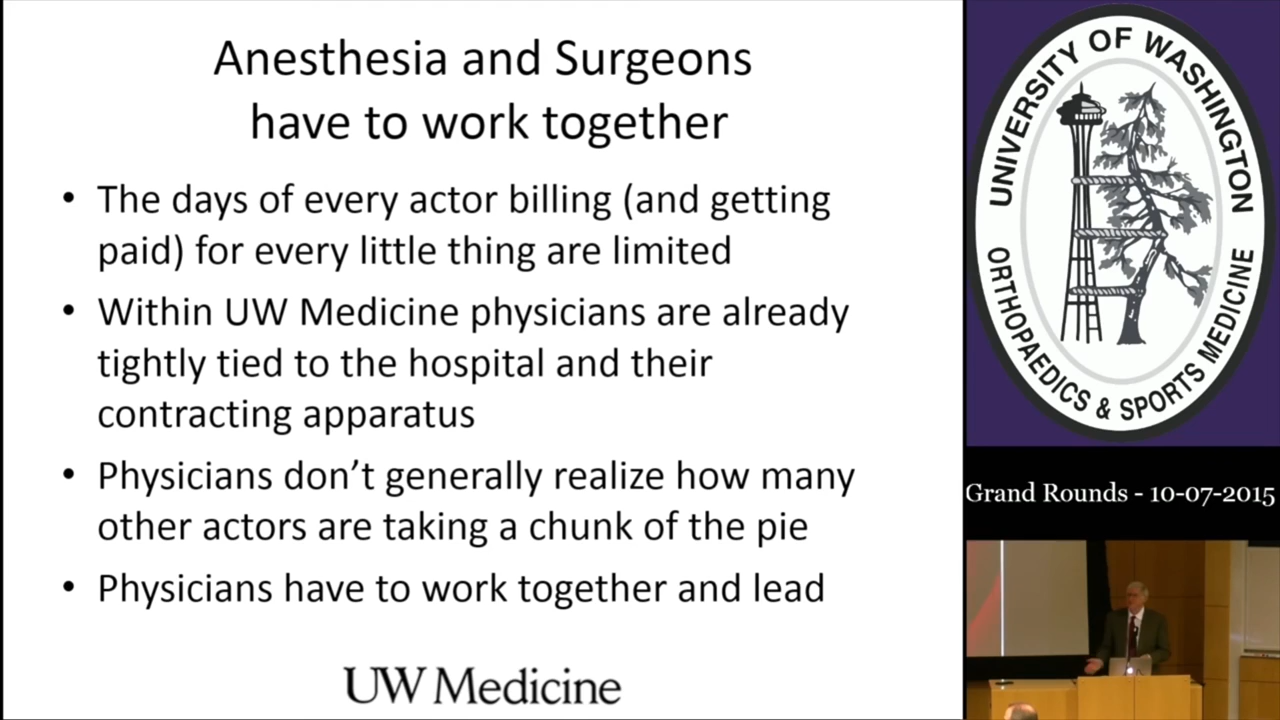 Anesthesia and Surgeons
have to work together
• The days of every actor billing (and getting
paid) for every little thing are limited
• Within UW Medicine physicians are already
tightly tied to the hospital and their
contracting apparatus
• Physicians don’t generally realize how many
other actors are taking a chunk of the pie
• Physicians have to work together and lead
UW Medicine
UNIVERSITY OF WASHINGTON
ORTHOPAEDICS & SPORTS MEDICINE
Grand Rounds - 10-07-2015